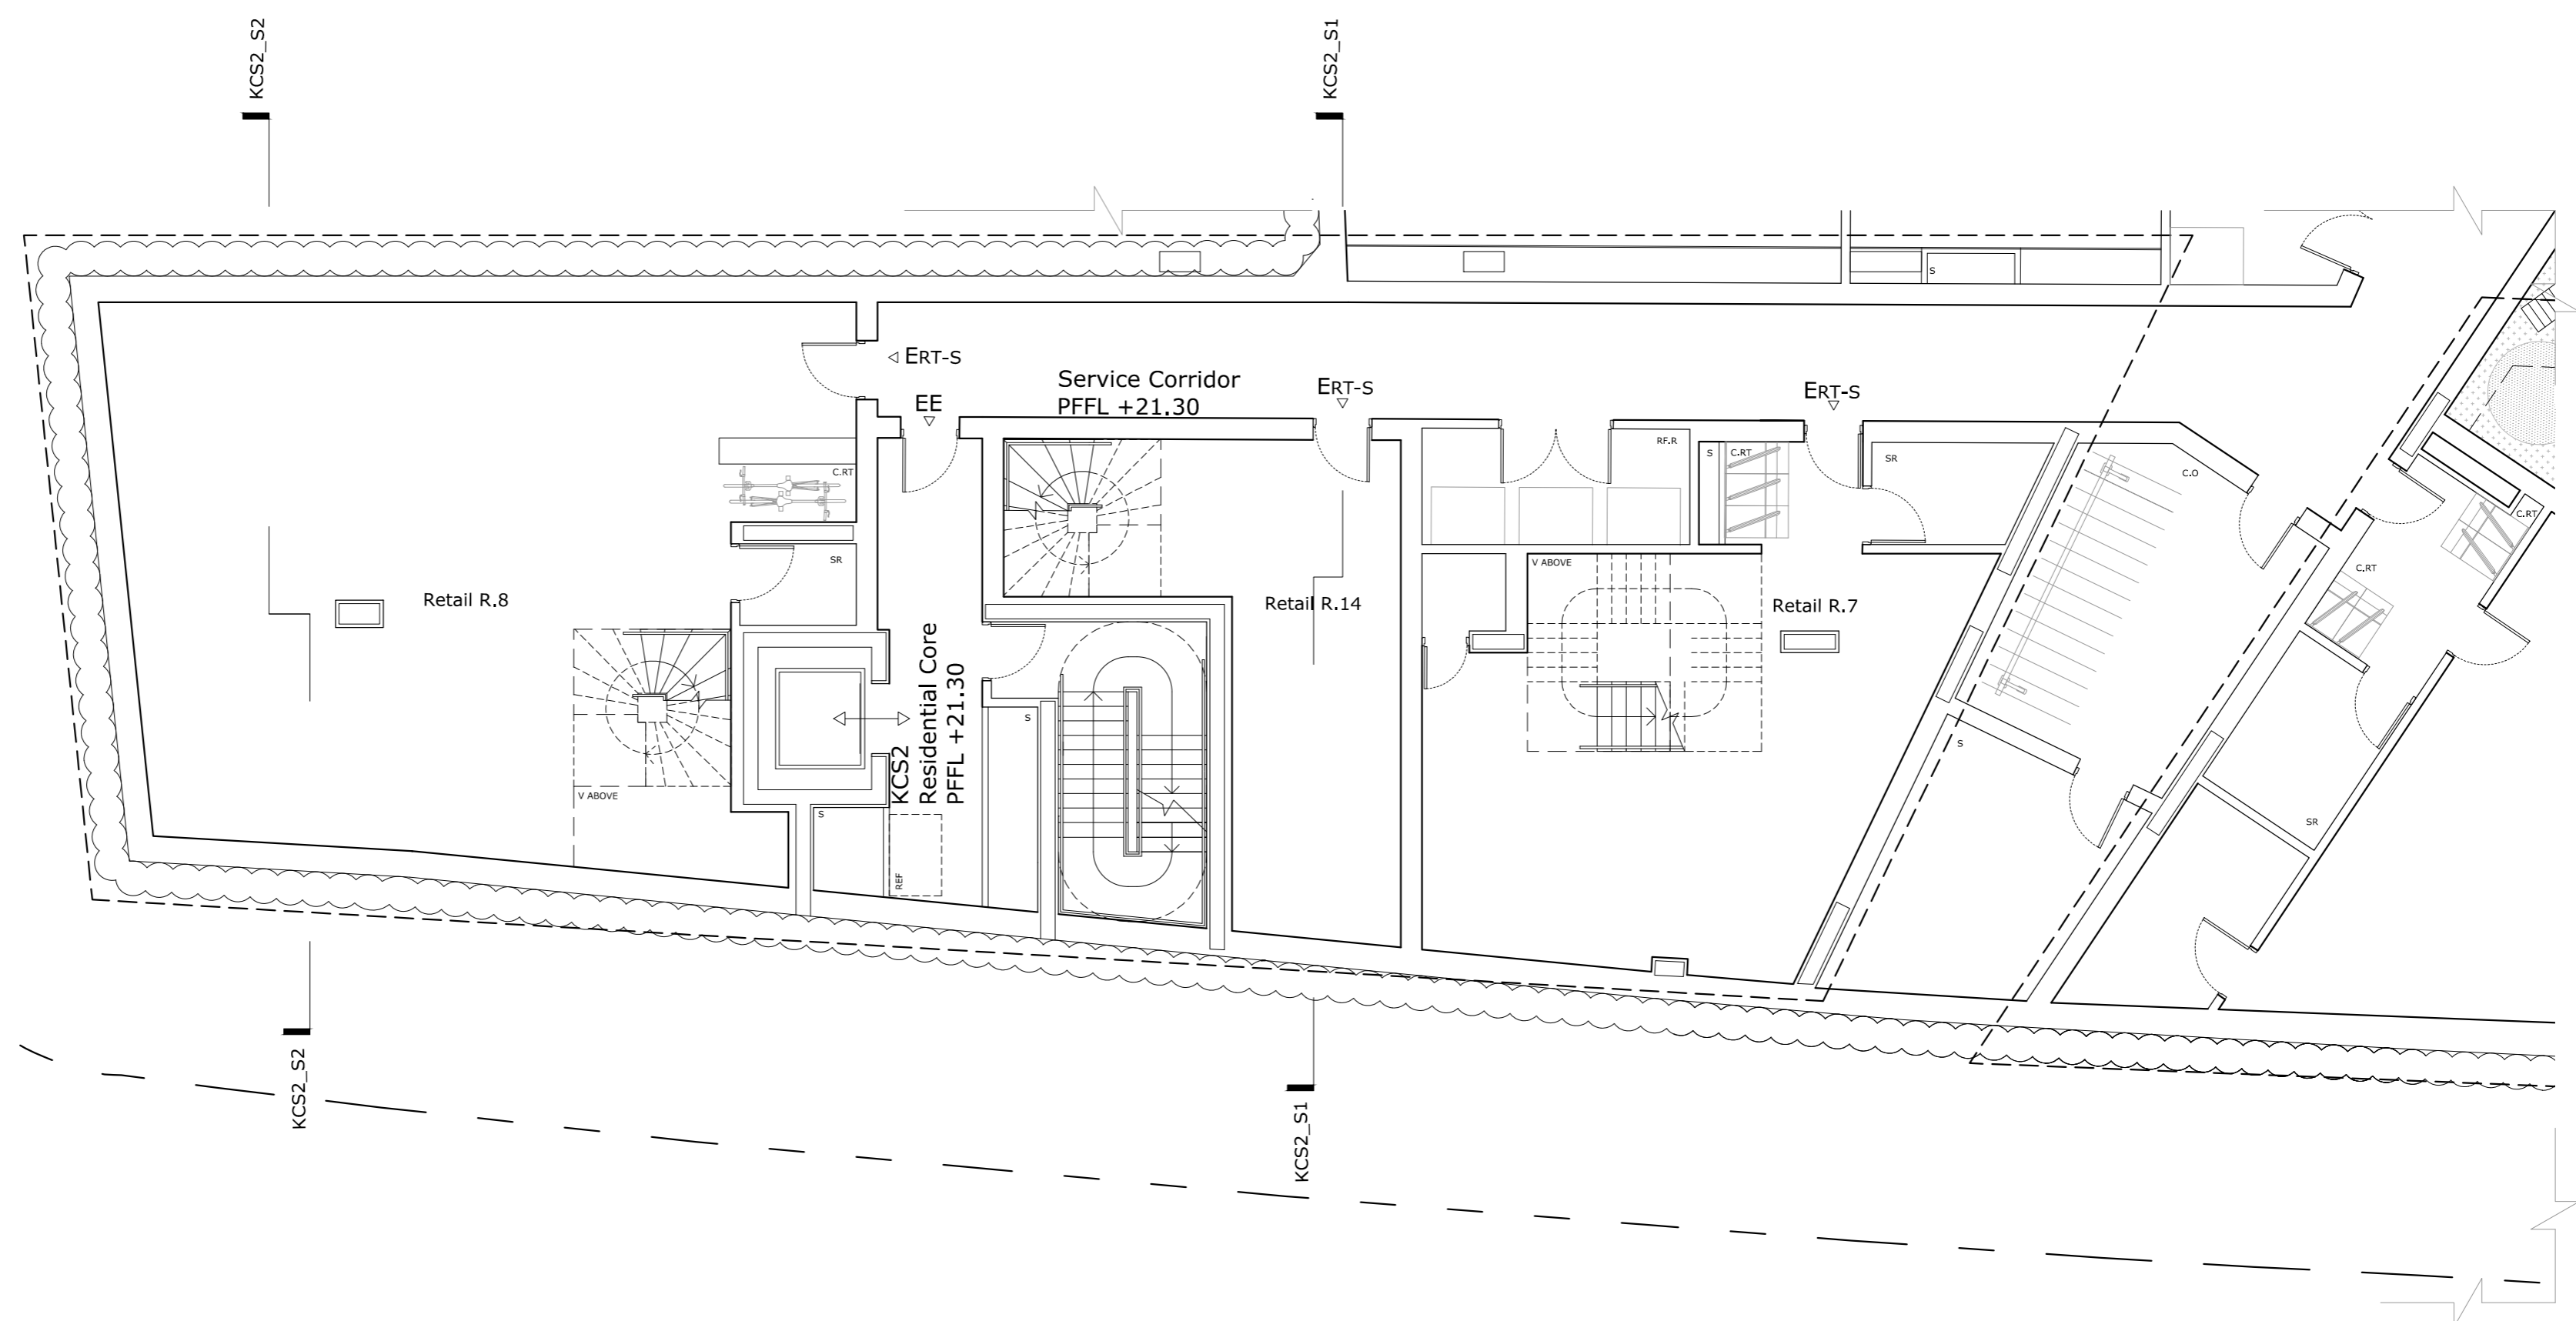 KCS2_S2
KCS2_S1
S
ERT-S
Service Corridor
PFFL +21.30
ERT-S
ERT-S
EE
C.RT
RF.R
S
C.RT
SR
C.O
C.RT
SR
V ABOVE
C.RT
Retail R.8
Retail R.14
Retail R.7
KCS2
Residential Core
PFFL +21.30
S
S
V ABOVE
S
SR
REF
KCS2_S2
KCS2_S1